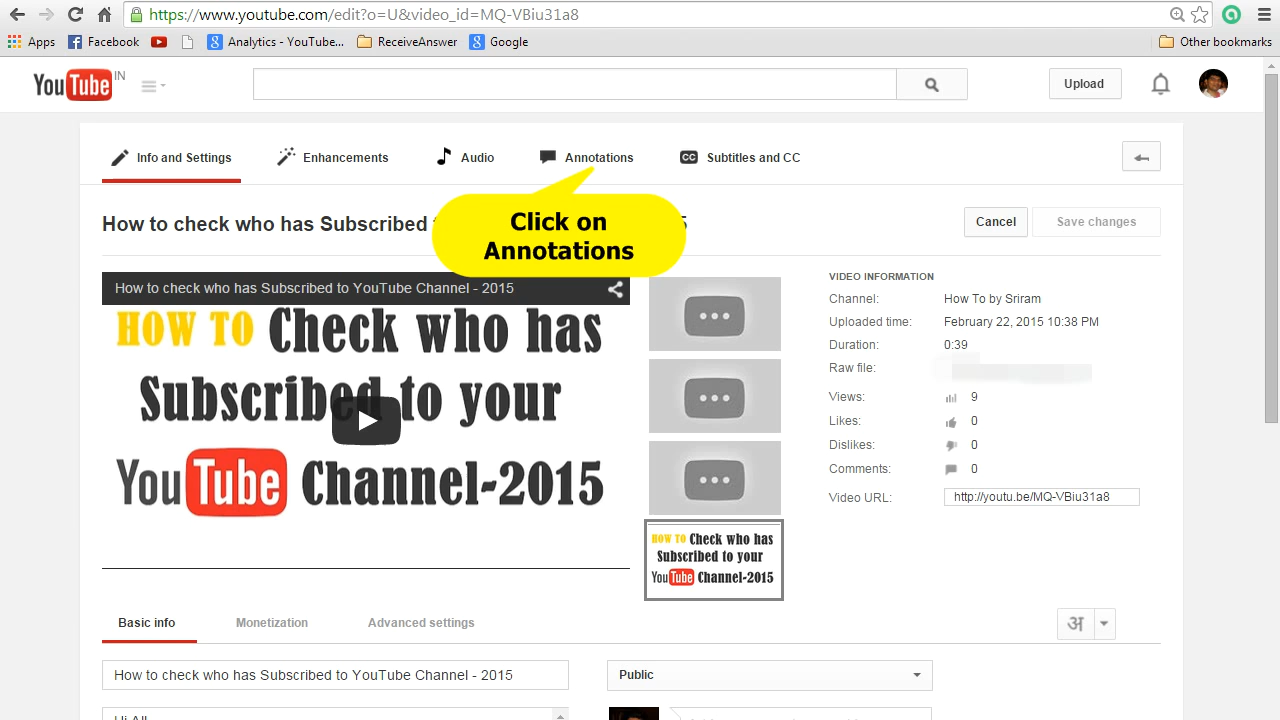 https://www.youtube.com/edit?o=U&video_id=MQ-VBiu31a8
Apps Facebook Analytics - YouTube... ReceiveAnswer Google Other bookmarks
YouTube IN Upload
Info and Settings Enhancements Audio Annotations CC Subtitles and CC
Click on
Annotations
How to check who has Subscribed 5 Cancel Save changes
How to check who has Subscribed to YouTube Channel - 2015
HOW TO Check who has
Subscribed to your
YouTube Channel-2015
HOW TO Check who has
Subscribed to your
YouTube Channel-2015
VIDEO INFORMATION
Channel: How To by Sriram
Uploaded time: February 22, 2015 10:38 PM
Duration: 0:39
Raw file:
Views: 9
Likes: 0
Dislikes: 0
Comments: 0
Video URL: http://youtu.be/MQ-VBiu31a8
Basic info Monetization Advanced settings अ
How to check who has Subscribed to YouTube Channel - 2015 Public
Hi All